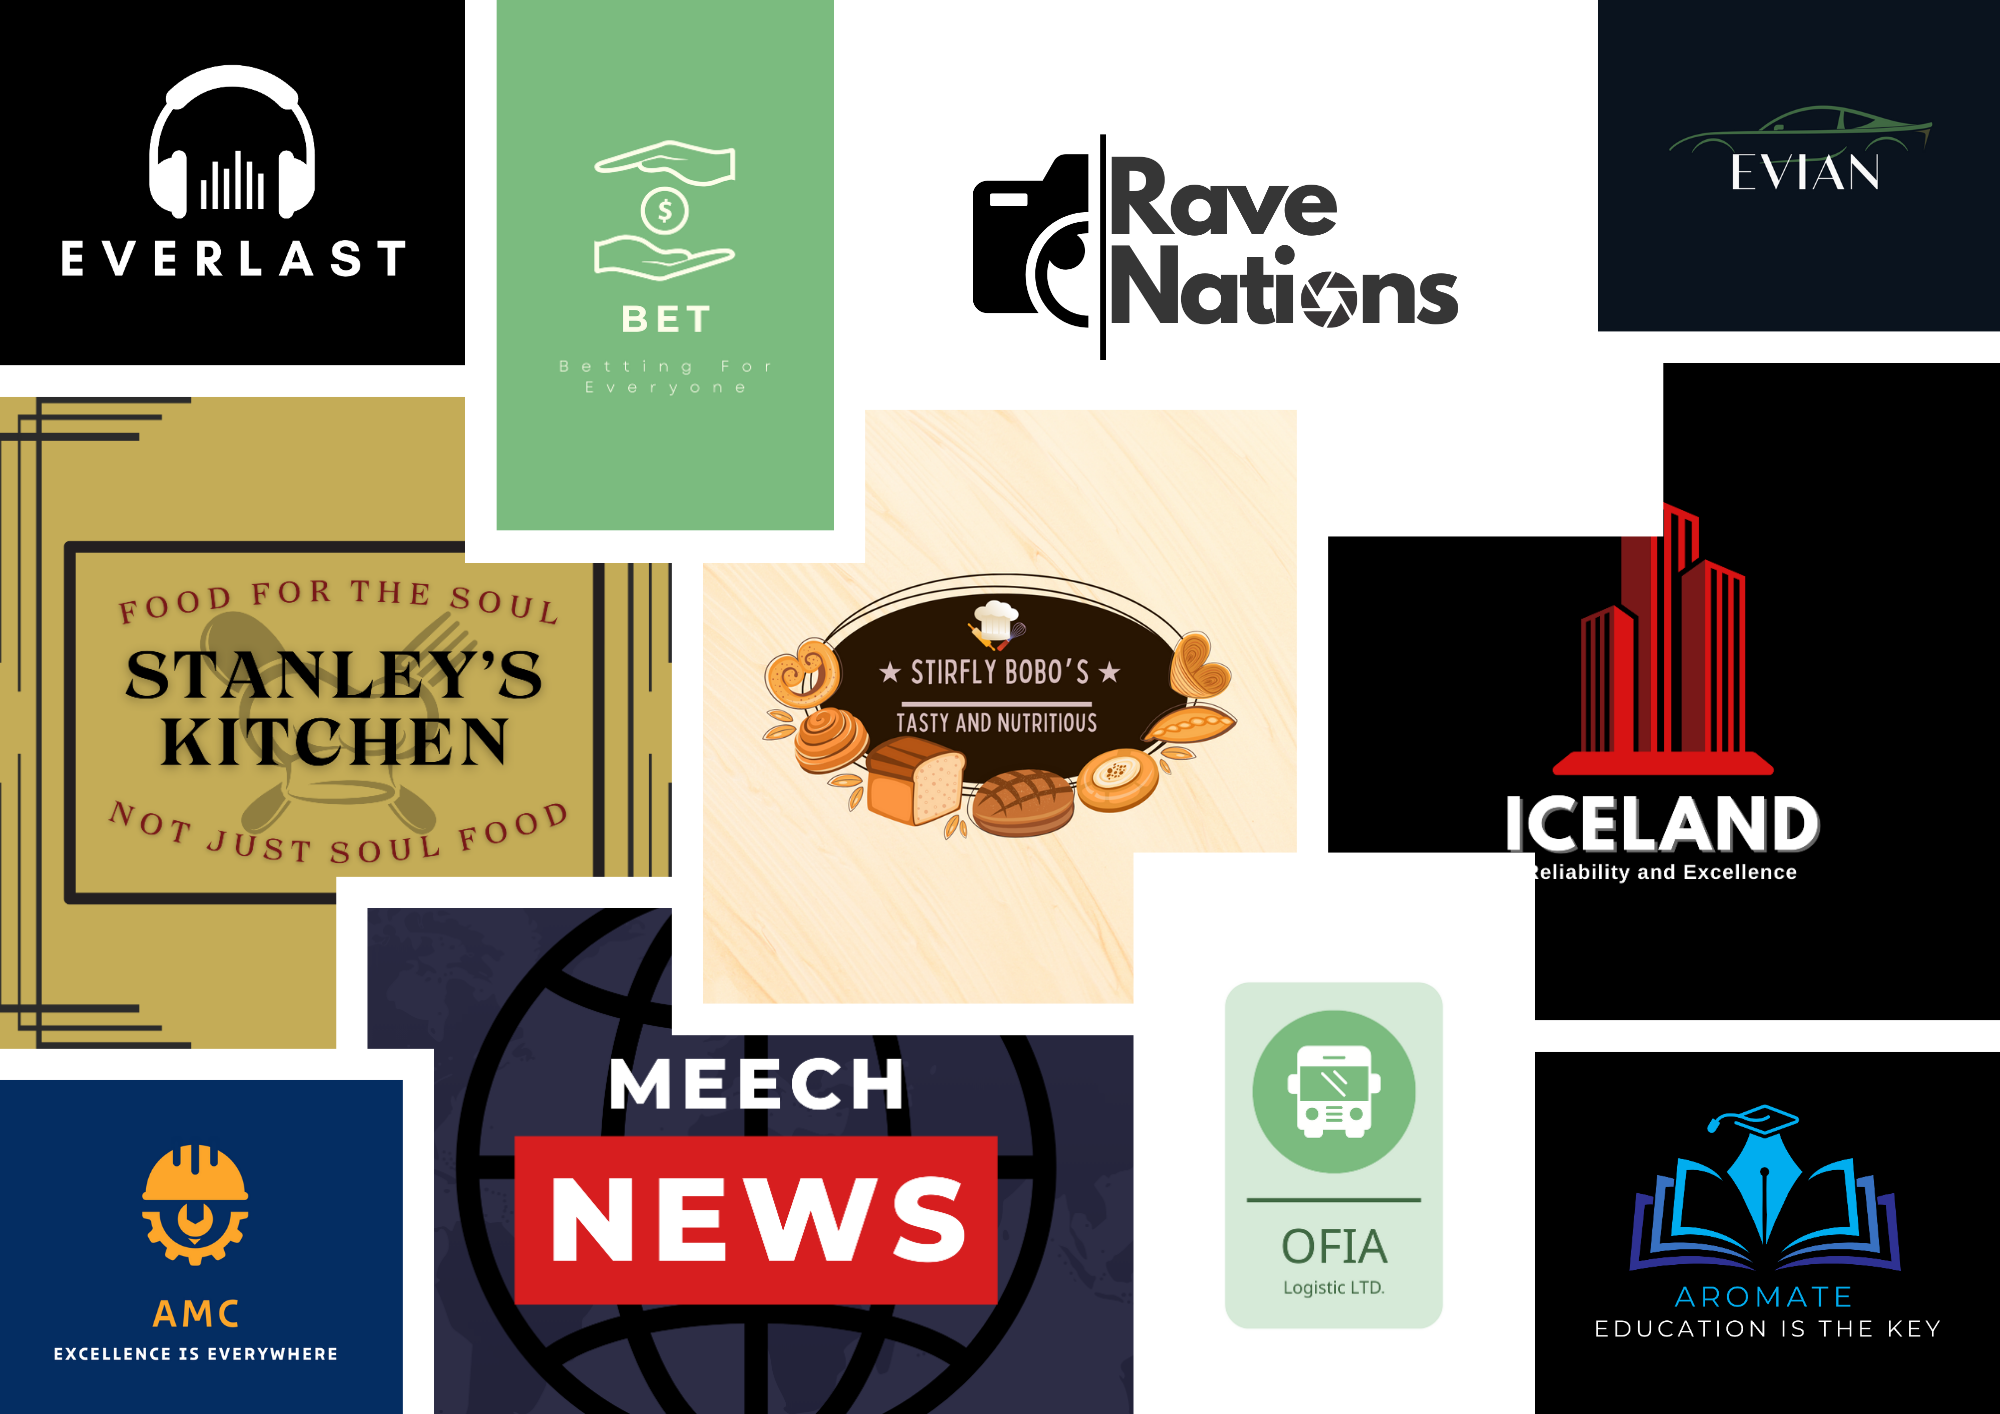 EVERLAST
$
BET
Betting For
Everyone
Rave
Nations
EVIAN
FOOD FOR THE SOUL
STANLEY'S
KITCHEN
NOT JUST SOUL FOOD
★ STIRFLY BOBO'S ★
TASTY AND NUTRITIOUS
ICELAND
Reliability and Excellence
MEECH
NEWS
AMC
EXCELLENCE IS EVERYWHERE
OFIA
Logistic LTD.
AROMATE
EDUCATION IS THE KEY